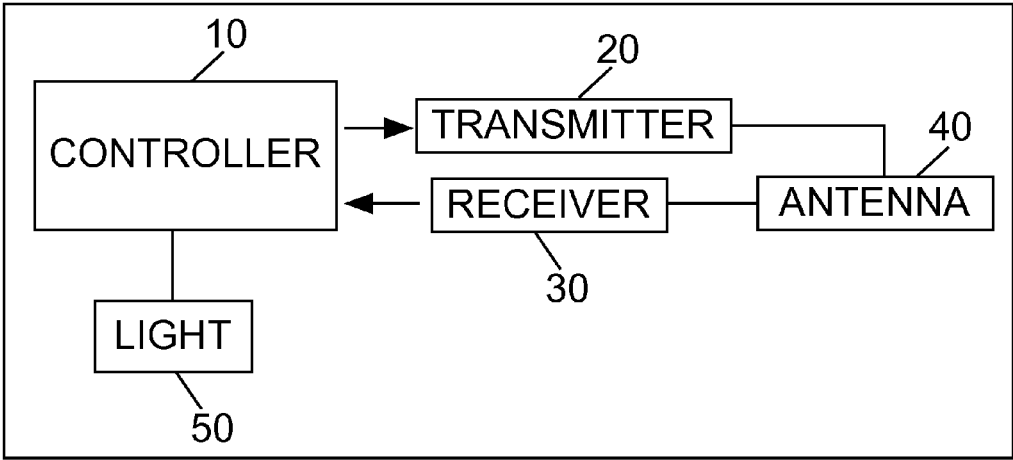 10
20
CONTROLLER
TRANSMITTER
40
RECEIVER
ANTENNA
30
LIGHT
50